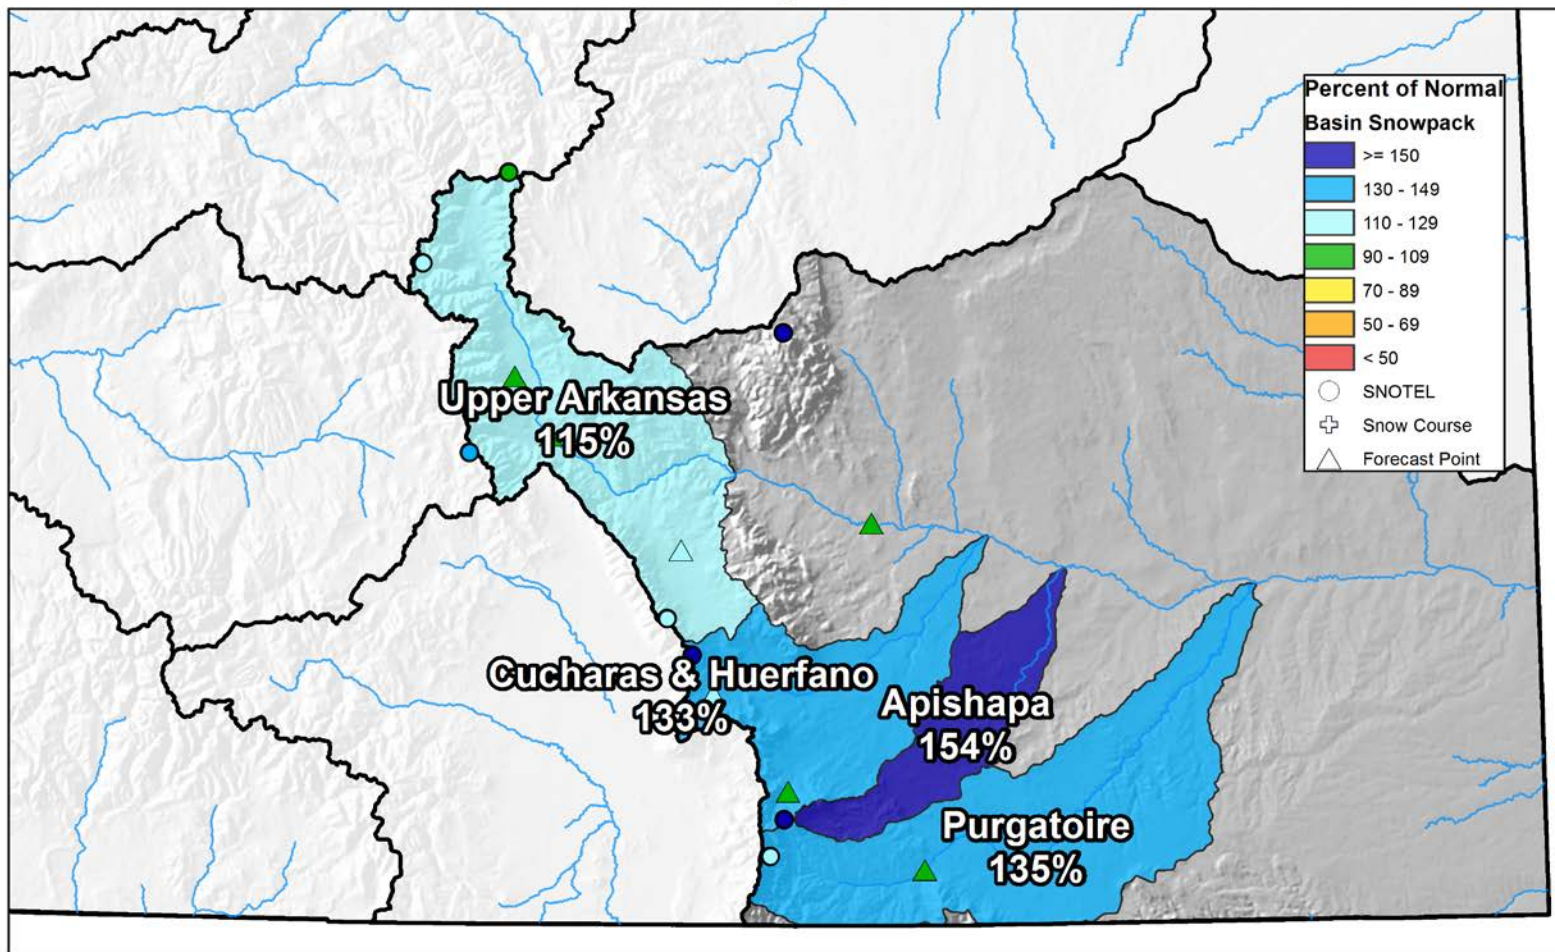 Percent of Normal
Basin Snowpack
>= 150
130 - 149
110 - 129
90 - 109
70 - 89
50 - 69
< 50
SNOTEL
Snow Course
Forecast Point
Upper Arkansas
115%
Cucharas & Huerfano
133%
Apishapa
154%
Purgatoire
135%